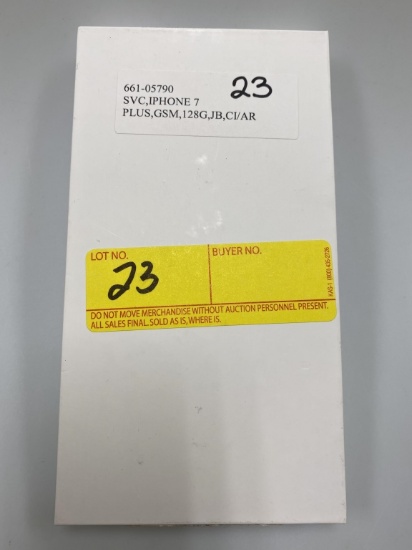 661-05790
SVC,IPHONE 7
PLUS,GSM,128G,JB,CI/AR
23
LOT NO.
23
BUYER NO.
DO NOT MOVE MERCHANDISE WITHOUT AUCTION PERSONNEL PRESENT.
ALL SALES FINAL. SOLD AS IS, WHERE IS.